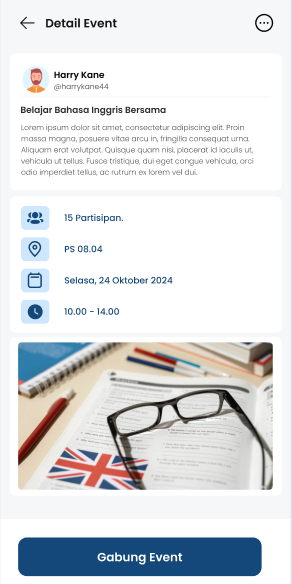 Detail Event
Harry Kane
@harrykane44
Belajar Bahasa Inggris Bersama
Lorem ipsum dolor sit amet, consectetur adipiscing elit. Proin
massa magna, posuere vitae arcu in, fringilla consequat urna.
Aliquam erat volutpat. Quisque quam nisi, placerat id iaculis ut,
vehicula ut tellus. Fusce tristique, dui eget congue vehicula, orci
odio imperdiet tellus, ac rutrum ex lorem vel dui.
15 Partisipan.
PS 08.04
Selasa, 24 Oktober 2024
10.00 - 14.00
Gabung Event